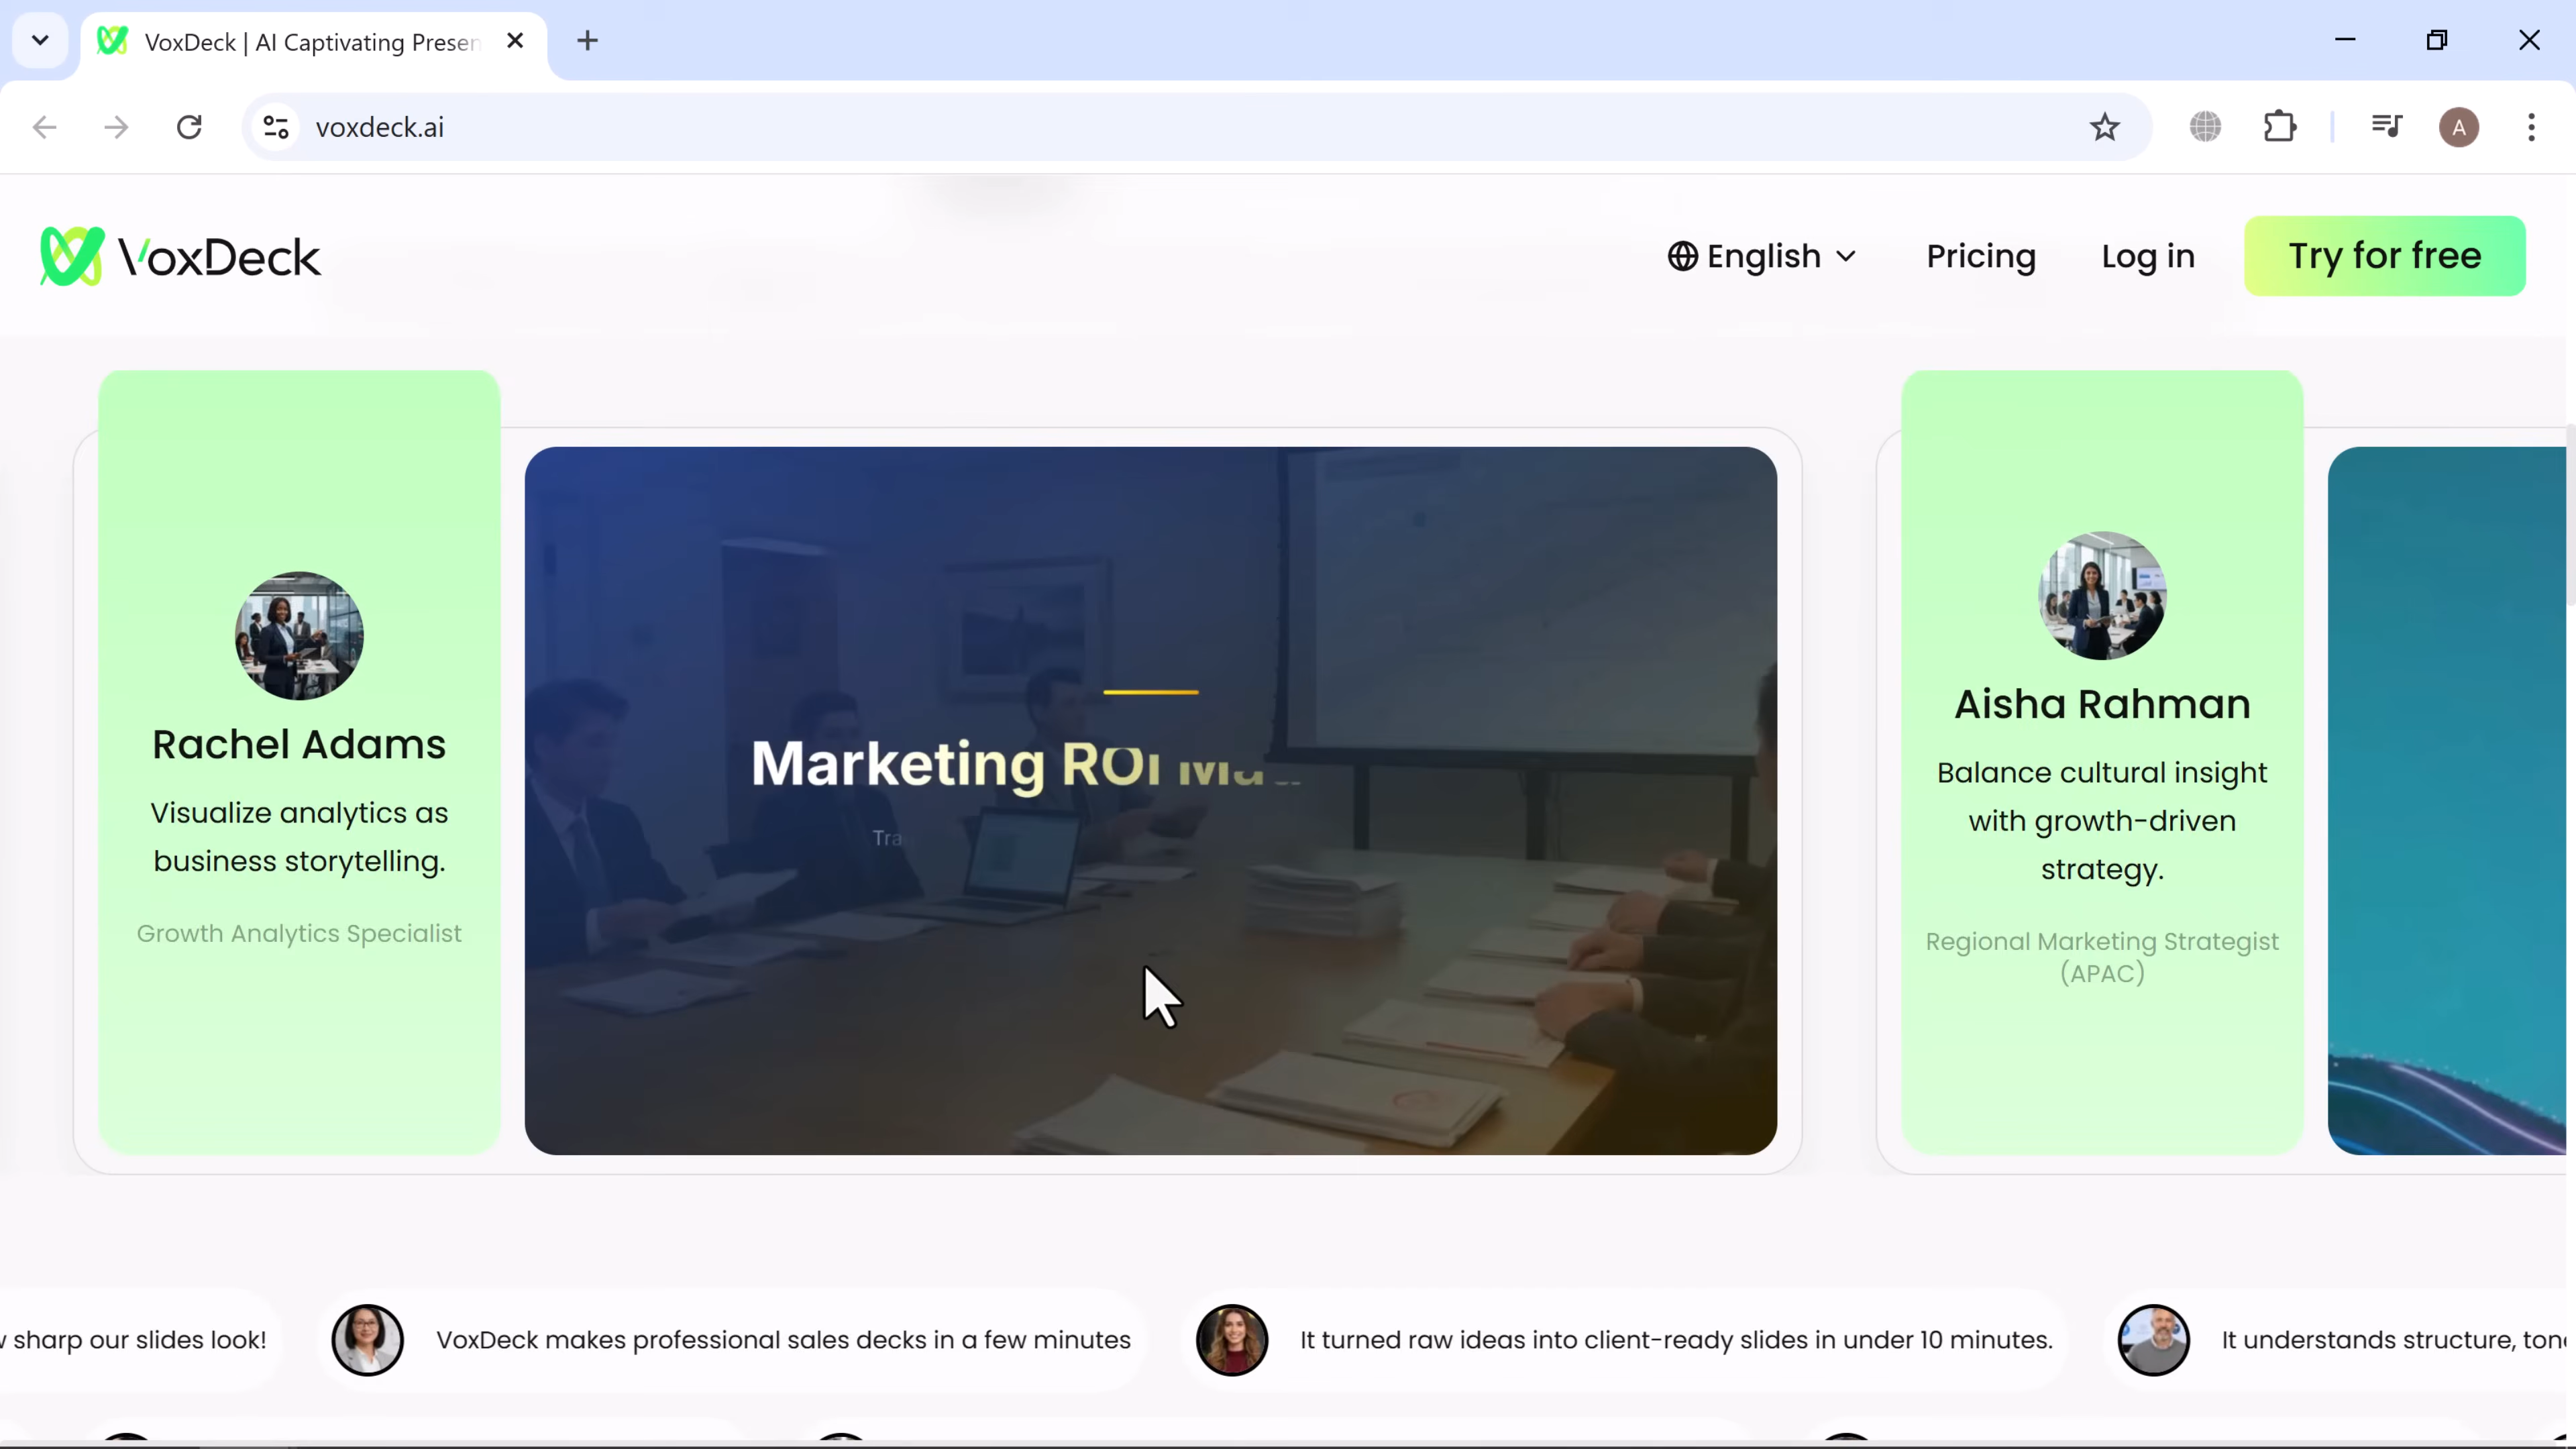 VoxDeck | AI Captivating Presen
voxdeck.ai
A
VoxDeck
English
Pricing
Log in
Try for free
Rachel Adams
Visualize analytics as
business storytelling.
Growth Analytics Specialist
Marketing ROI
Tra
Aisha Rahman
Balance cultural insight
with growth-driven
strategy.
Regional Marketing Strategist
(APAC)
sharp our slides look!
VoxDeck makes professional sales decks in a few minutes
It turned raw ideas into client-ready slides in under 10 minutes.
It understands structure,